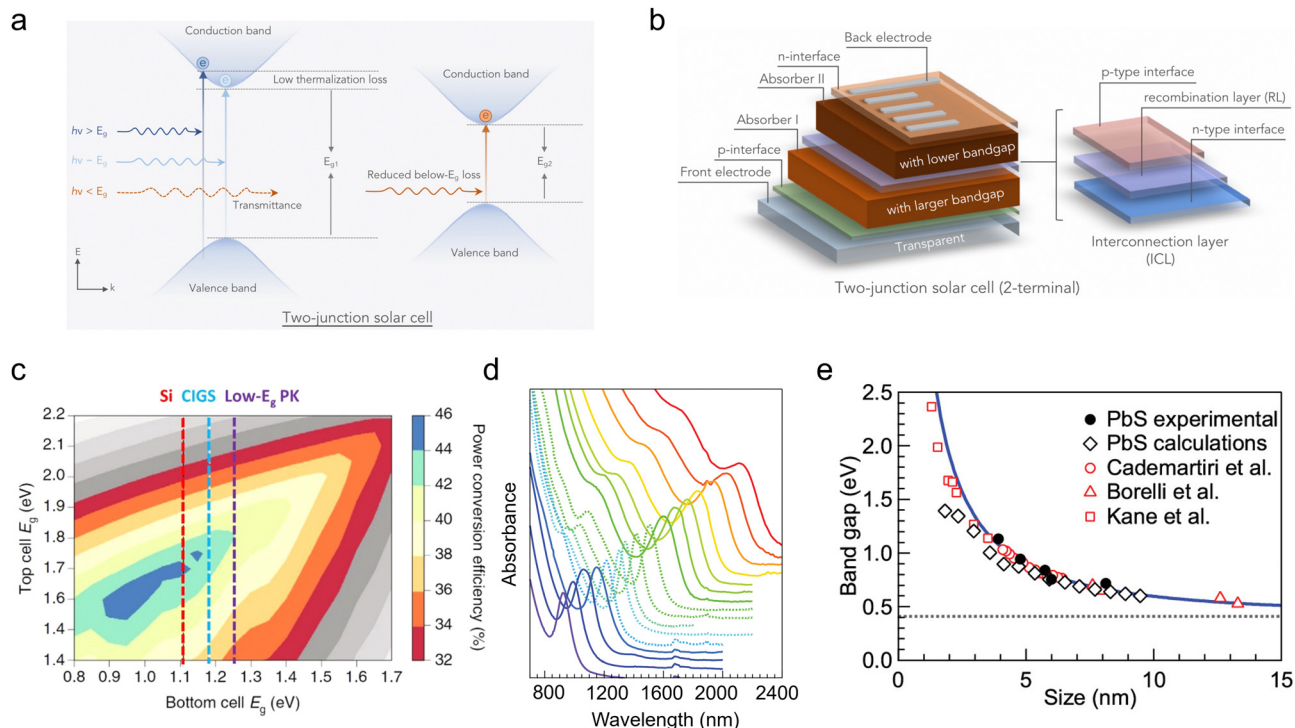 a
Conduction band
e
e
Low thermalization loss
hν > Eg
hν ~ Eg
hν < Eg
Transmittance
Eg1
Valence band
E
k
Conduction band
e
Reduced below-Eg loss
Eg2
Valence band
Two-junction solar cell
b
Back electrode
n-interface
Absorber II
Absorber I
p-interface
Front electrode
with lower bandgap
with larger bandgap
Transparent
Two-junction solar cell (2-terminal)
p-type interface
recombination layer (RL)
n-type interface
Interconnection layer
(ICL)
c
Si CIGS Low-Eg PK
Top cell Eg (eV)
2.2
2.1
2.0
1.9
1.8
1.7
1.6
1.5
1.4
0.8 0.9 1.0 1.1 1.2 1.3 1.4 1.5 1.6 1.7
Bottom cell Eg (eV)
46
44
42
40
38
36
34
32
Power conversion efficiency (%)
d
Absorbance
800 1200 1600 2000 2400
Wavelength (nm)
e
Band gap (eV)
2.5
2.0
1.5
1.0
0.5
0.0
0 5 10 15
Size (nm)
PbS experimental
PbS calculations
Cademartiri et al.
Borelli et al.
Kane et al.